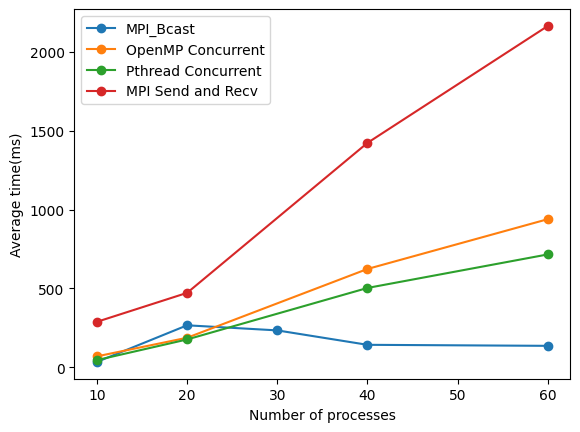 MPI_Bcast
OpenMP Concurrent
Pthread Concurrent
MPI Send and Recv
Average time(ms)
2000
1500
1000
500
0
10 20 30 40 50 60
Number of processes